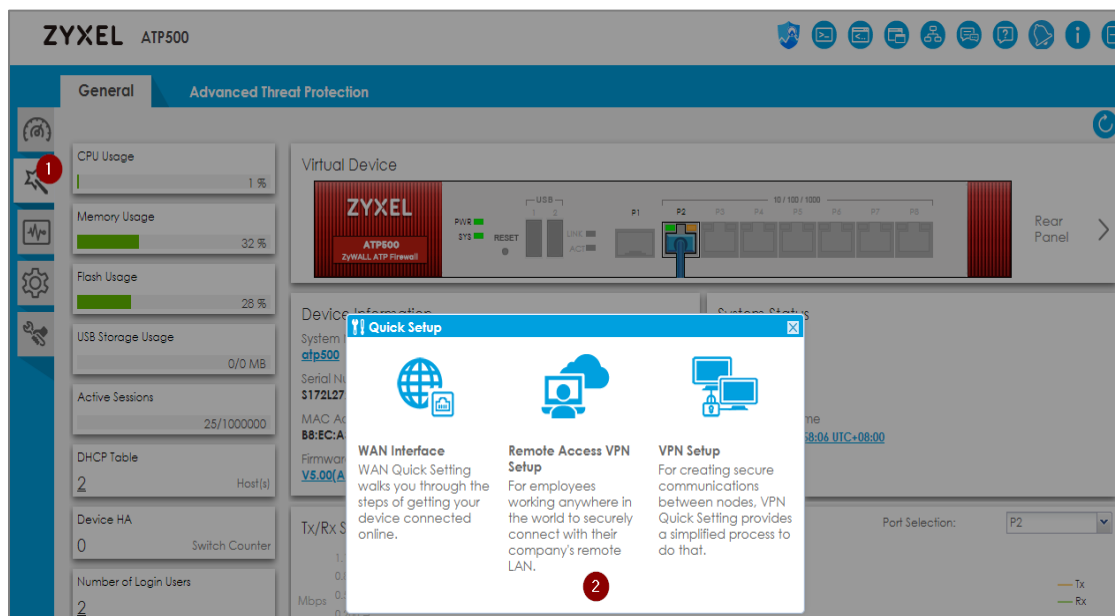 ZYXEL ATP500
General
Advanced Threat Protection
1
CPU Usage
1 %
Memory Usage
32 %
Flash Usage
28 %
USB Storage Usage
0/0 MB
Active Sessions
25/1000000
DHCP Table
2 Host(s)
Device HA
0 Switch Counter
Number of Login Users
2
Virtual Device
ZYXEL
ATP500
ZyWALL ATP Firewall
PWR
SYS
RESET
USB
1 2
LINK
ACT
10 / 100 / 1000
P1 P2 P3 P4 P5 P6 P7 P8
Rear
Panel
Device Information
System
atp500
Serial
S172L27
MAC
B8:EC:A
Firmwar
V5.00(A
System Status
me
58:06 UTC+08:00
Quick Setup
WAN Interface
WAN Quick Setting
walks you through the
steps of getting your
device connected
online.
Remote Access VPN
Setup
For employees
working anywhere in
the world to securely
connect with their
company's remote
LAN.
2
VPN Setup
For creating secure
communications
between nodes, VPN
Quick Setting provides
a simplified process to
do that.
Tx/Rx S
Port Selection: P2
Mbps
Tx
Rx